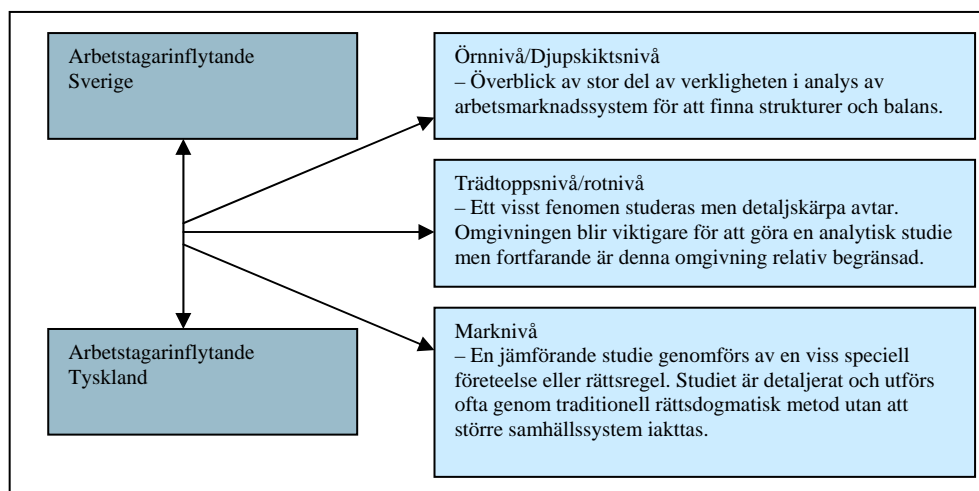 Arbetstagarinflytande
Sverige
Örnnivå/Djupskiktsnivå
– Överblick av stor del av verkligheten i analys av
arbetsmarknadssystem för att finna strukturer och balans.
Trädtoppsnivå/rotnivå
– Ett visst fenomen studeras men detaljskärpa avtar.
Omgivningen blir viktigare för att göra en analytisk studie
men fortfarande är denna omgivning relativ begränsad.
Arbetstagarinflytande
Tyskland
Marknivå
– En jämförande studie genomförs av en viss speciell
företeelse eller rättsregel. Studiet är detaljerat och utförs
ofta genom traditionell rättsdogmatisk metod utan att
större samhällssystem iakttas.